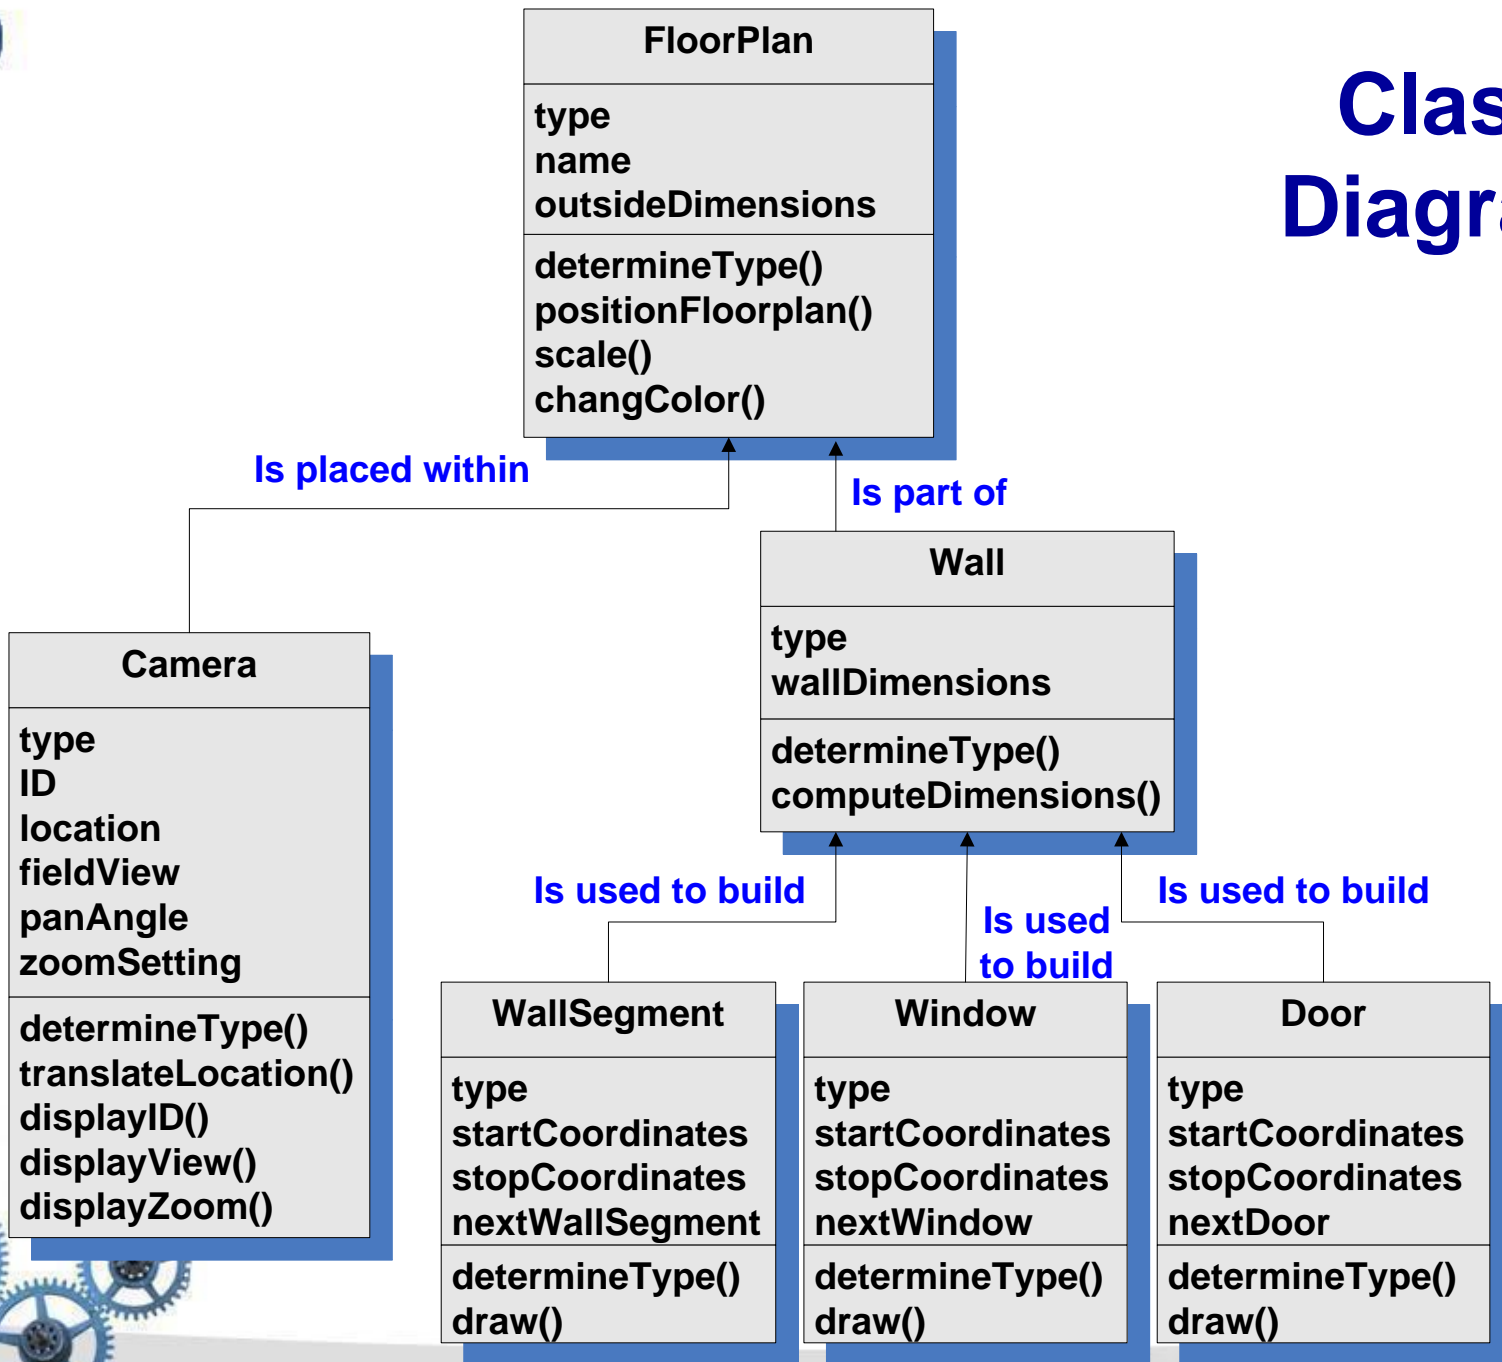 FloorPlan
type
name
outsideDimensions
determineType()
positionFloorplan()
scale()
changColor()
Clas
Diagra
Is placed within
Is part of
Wall
type
wallDimensions
determineType()
computeDimensions()
Camera
type
ID
location
fieldView
panAngle
zoomSetting
determineType()
translateLocation()
displayID()
displayView()
displayZoom()
Is used to build
Is used
to build
Is used to build
WallSegment
type
startCoordinates
stopCoordinates
nextWallSegment
determineType()
draw()
Window
type
startCoordinates
stopCoordinates
nextWindow
determineType()
draw()
Door
type
startCoordinates
stopCoordinates
nextDoor
determineType()
draw()